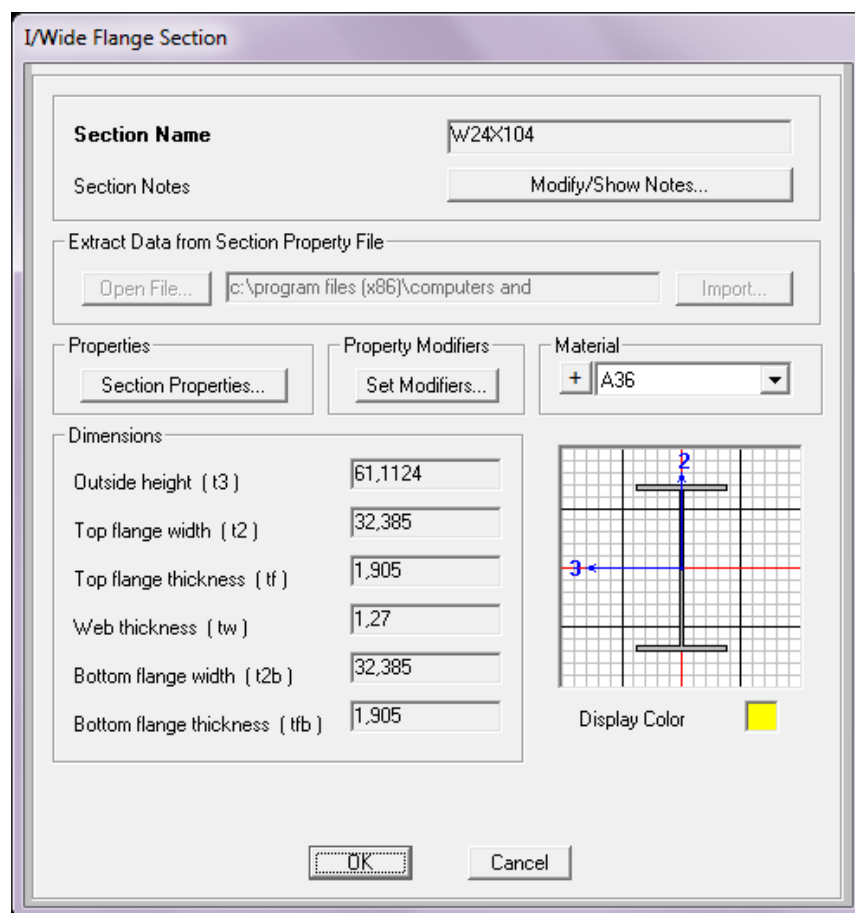 I/Wide Flange Section
Section Name W24X104
Section Notes Modify/Show Notes...
Extract Data from Section Property File
Open File... c:\program files (x86)\computers and Import...
Properties Property Modifiers Material
Section Properties... Set Modifiers... + A36
Dimensions
Outside height ( t3 ) 61,1124
Top flange width ( t2 ) 32,385
Top flange thickness ( tf ) 1,905
Web thickness ( tw ) 1,27
Bottom flange width ( t2b ) 32,385
Bottom flange thickness ( tfb ) 1,905
2
3
Display Color
OK Cancel